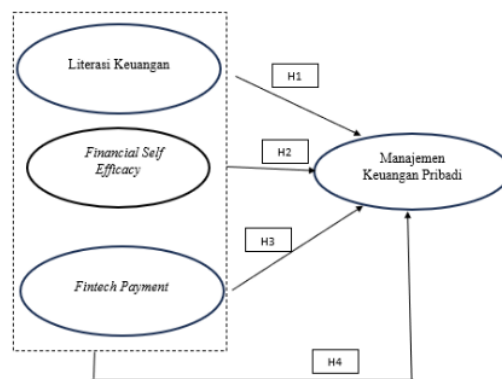 Literasi Keuangan
H1
Financial Self
Efficacy
H2
Manajemen
Keuangan Pribadi
H3
Fintech Payment
H4